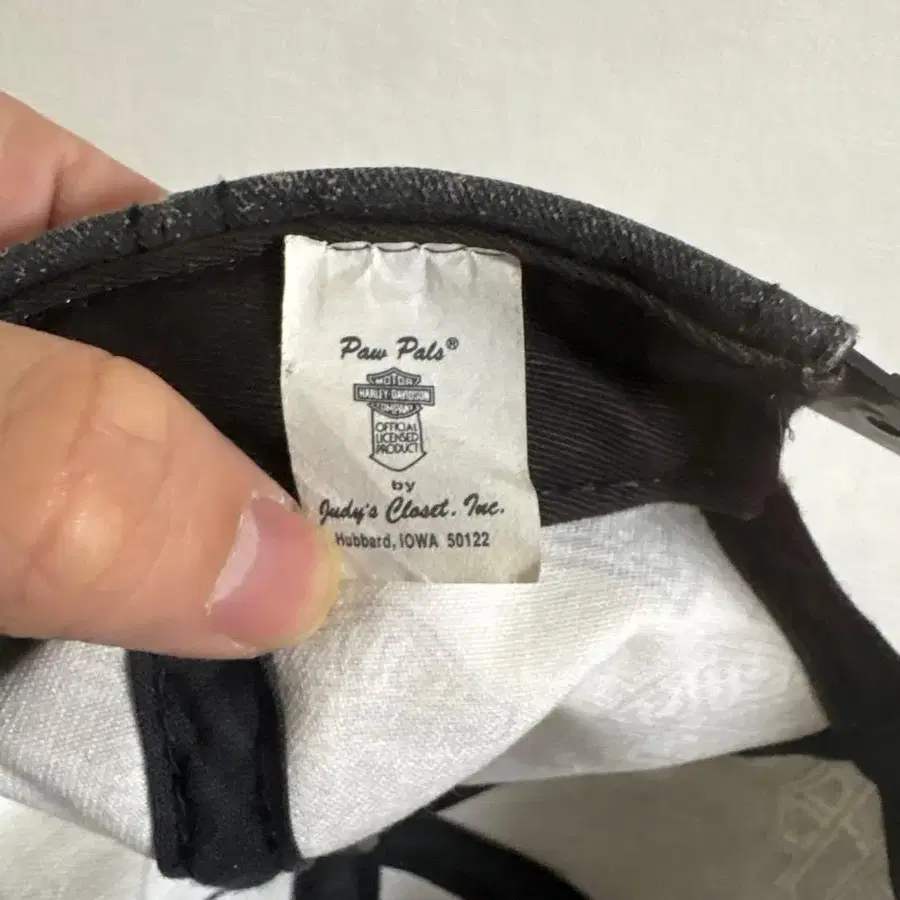 Paw Pals®
MOTOR
HARLEY-DAVIDSON
COMPANY
OFFICIAL
LICENSED
PRODUCT
by
Judy's Closet, Inc.
Hubbard, IOWA 50122